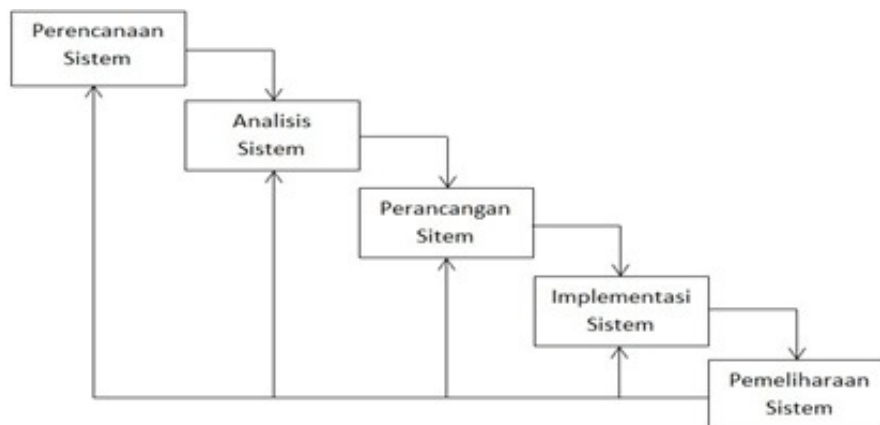 Perencanaan
Sistem
Analisis
Sistem
Perancangan
Sitem
Implementasi
Sistem
Pemeliharaan
Sistem